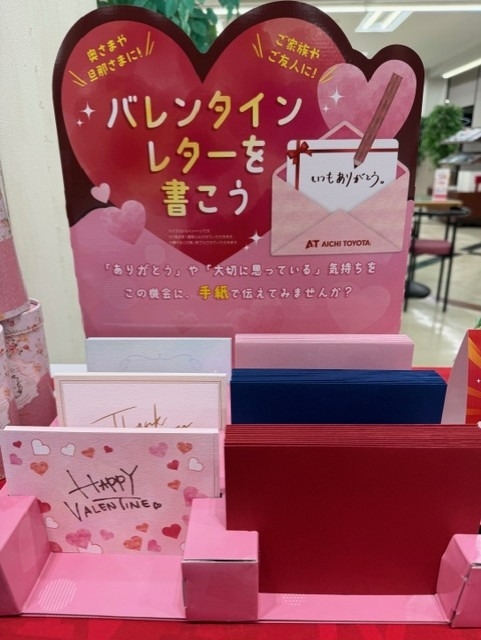 奥さまや
旦那さまに!
ご家族や
ご友人に!
バレンタイン
レターを
書こう
いつもありがとう。
AT AICHI TOYOTA
「ありがとう」や「大切に思っている」気持ちを
この機会に、手紙で伝えてみませんか?
Thank
HAPPY
VALENTINE